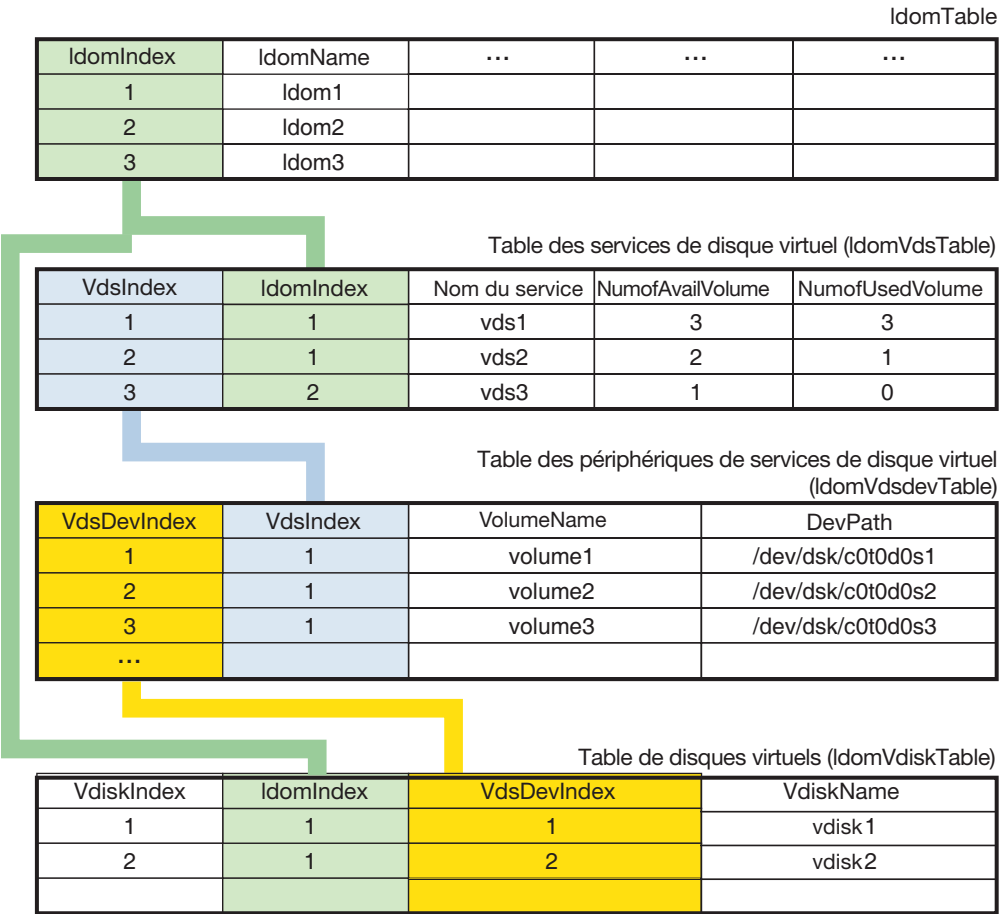 ldomTable
ldomIndex ldomName ... ... ...
1 ldom1
2 ldom2
3 ldom3
Table des services de disque virtuel (ldomVdsTable)
VdsIndex ldomIndex Nom du service NumofAvailVolume NumofUsedVolume
1 1 vds1 3 3
2 1 vds2 2 1
3 2 vds3 1 0
Table des périphériques de services de disque virtuel
(ldomVdsdevTable)
VdsDevIndex VdsIndex VolumeName DevPath
1 1 volume1 /dev/dsk/c0t0d0s1
2 1 volume2 /dev/dsk/c0t0d0s2
3 1 volume3 /dev/dsk/c0t0d0s3
...
Table de disques virtuels (ldomVdiskTable)
VdiskIndex ldomIndex VdsDevIndex VdiskName
1 1 1 vdisk1
2 1 2 vdisk2